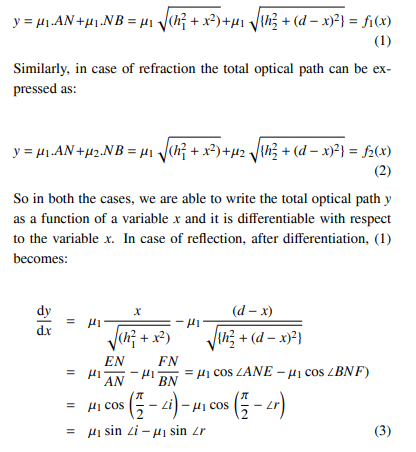 y = μ₁.AN+μ₁.NB = μ₁ √(h₁² + x²)+μ₁ √{h₂² + (d − x)²} = f₁(x)
(1)
Similarly, in case of refraction the total optical path can be ex-
pressed as:
y = μ₁.AN+μ₂.NB = μ₁ √(h₁² + x²)+μ₂ √{h₂² + (d − x)²} = f₂(x)
(2)
So in both the cases, we are able to write the total optical path y
as a function of a variable x and it is differentiable with respect
to the variable x. In case of reflection, after differentiation, (1)
becomes:
dy/dx = μ₁ x/√(h₁² + x²) − μ₁ (d − x)/√{h₂² + (d − x)²}
= μ₁ EN/AN − μ₁ FN/BN = μ₁ cos ∠ANE − μ₁ cos ∠BNF)
= μ₁ cos (π/2 − ∠i) − μ₁ cos (π/2 − ∠r)
= μ₁ sin ∠i − μ₁ sin ∠r (3)